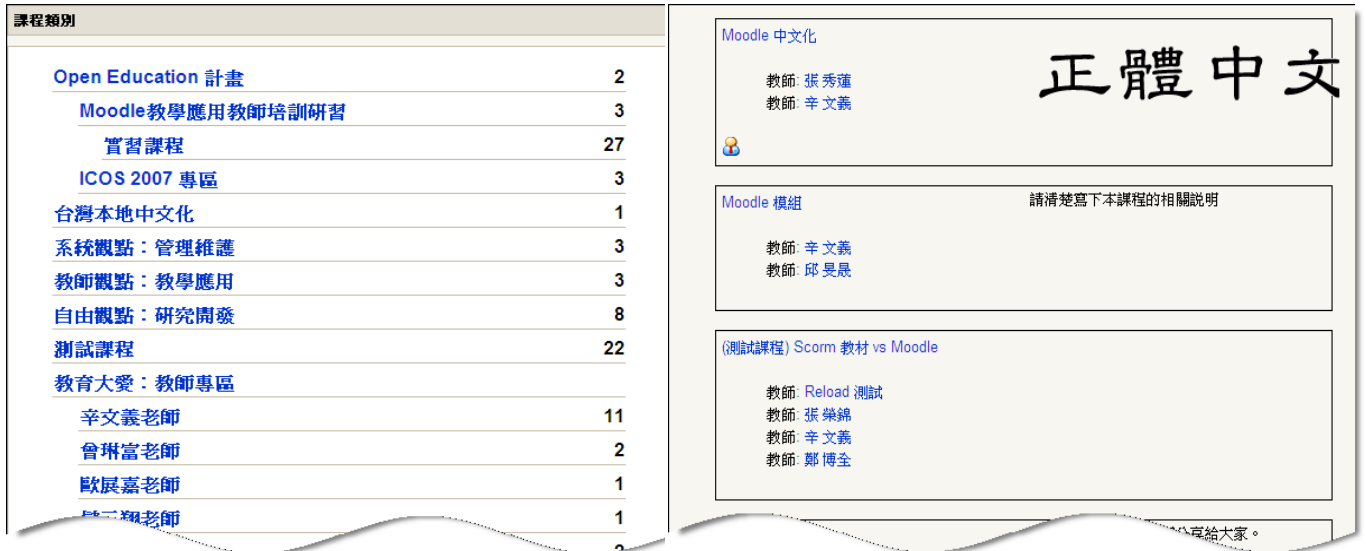 課程類別
Open Education 計畫 2
Moodle教學應用教師培訓研習 3
實習課程 27
ICOS 2007 專區 3
台灣本地中文化 1
系統觀點：管理維護 3
教師觀點：教學應用 3
自由觀點：研究開發 8
測試課程 22
教育大愛：教師專區
辛文義老師 11
曾琳富老師 2
歐展嘉老師 1
翔老師 1
Moodle 中文化
正體中文
教師: 張 秀蓮
教師: 辛 文義
Moodle 模組
請清楚寫下本課程的相關說明
教師: 辛 文義
教師: 邱 旻晟
(測試課程) Scorm 教材 vs Moodle
教師: Reload 測試
教師: 張 榮錦
教師: 辛 文義
教師: 鄭 博全
給大家。